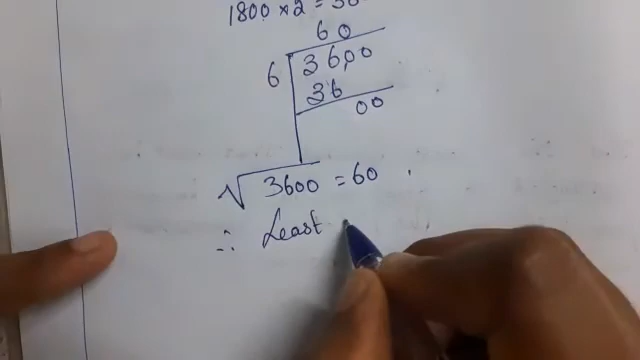 1800 × 2 = 36
60
6 3600
36
00
√3600 = 60
∴ Least